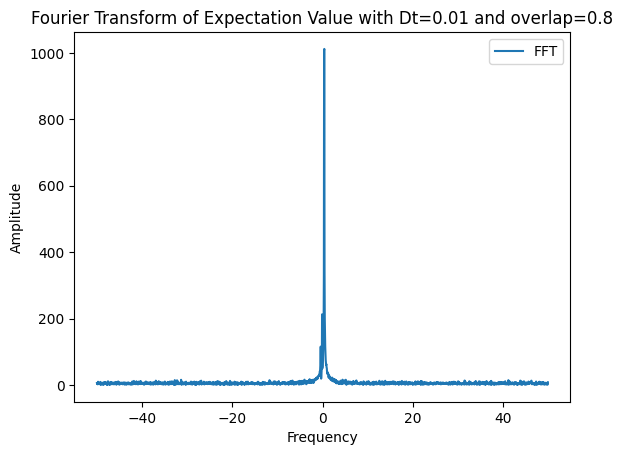 Fourier Transform of Expectation Value with Dt=0.01 and overlap=0.8
FFT
1000
800
600
400
200
0
Amplitude
−40 −20 0 20 40
Frequency